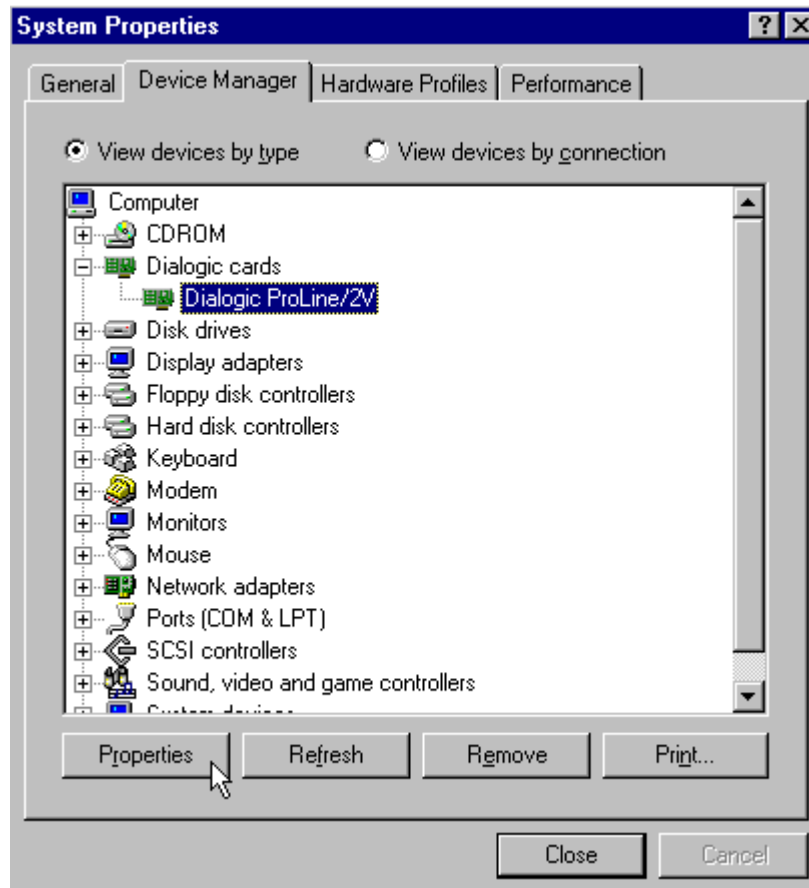 System Properties
General Device Manager Hardware Profiles Performance
View devices by type View devices by connection
Computer
CDROM
Dialogic cards
Dialogic ProLine/2V
Disk drives
Display adapters
Floppy disk controllers
Hard disk controllers
Keyboard
Modem
Monitors
Mouse
Network adapters
Ports (COM & LPT)
SCSI controllers
Sound, video and game controllers
System devices
Properties Refresh Remove Print...
Close Cancel